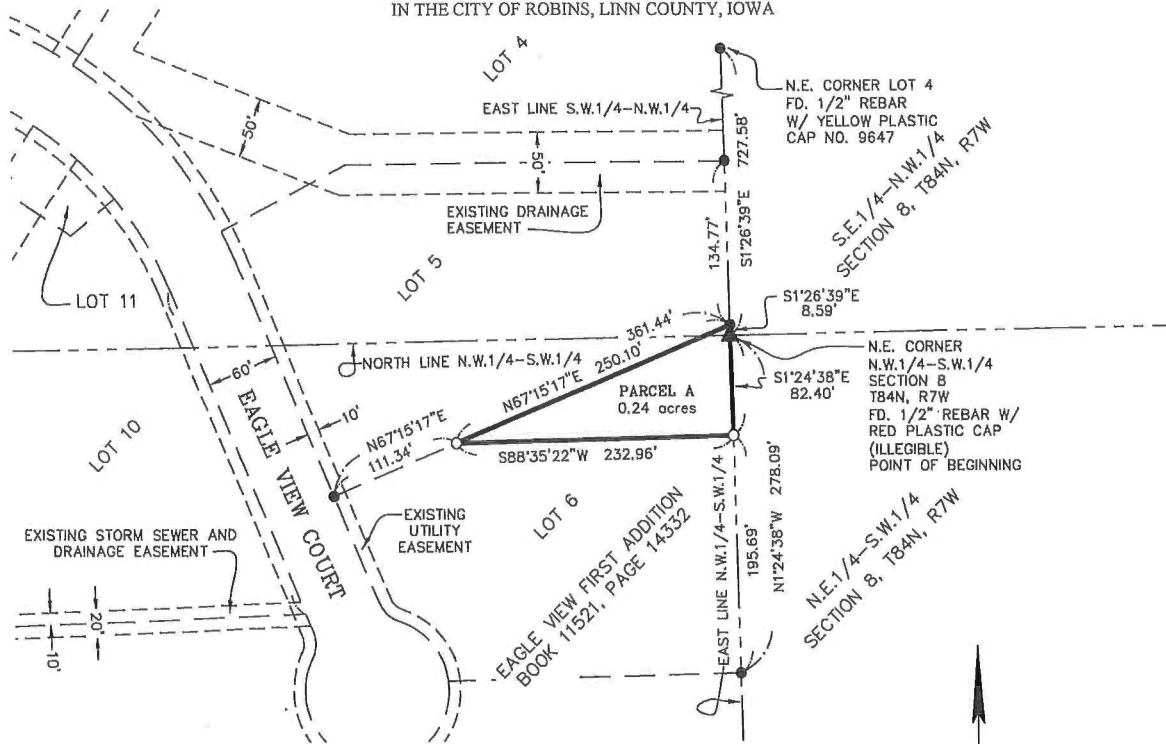 IN THE CITY OF ROBINS, LINN COUNTY, IOWA
LOT 4
N.E. CORNER LOT 4
FD. 1/2" REBAR
W/ YELLOW PLASTIC
CAP NO. 9647
EAST LINE S.W.1/4-N.W.1/4
727.58'
50'
50'
EXISTING DRAINAGE
EASEMENT
S.E.1/4-N.W.1/4
SECTION 8, T84N, R7W
134.77'
S1°26'39"E
LOT 5
LOT 11
S1°26'39"E
8.59'
361.44'
NORTH LINE N.W.1/4-S.W.1/4
N67°15'17"E 250.10'
N.E. CORNER
N.W.1/4-S.W.1/4
SECTION 8
T84N, R7W
FD. 1/2" REBAR W/
RED PLASTIC CAP
(ILLEGIBLE)
POINT OF BEGINNING
S1°24'38"E
82.40'
PARCEL A
0.24 acres
60'
10'
EAGLE VIEW COURT
N67°15'17"E
111.34'
S88°35'22"W 232.96'
LOT 10
LOT 6
EXISTING
UTILITY
EASEMENT
EXISTING STORM SEWER AND
DRAINAGE EASEMENT
EAGLE VIEW FIRST ADDITION
BOOK 11521, PAGE 14332
EAST LINE N.W.1/4-S.W.1/4
195.69'
N1°24'38"W 278.09'
N.E.1/4-S.W.1/4
SECTION 8, T84N, R7W
20'
10'